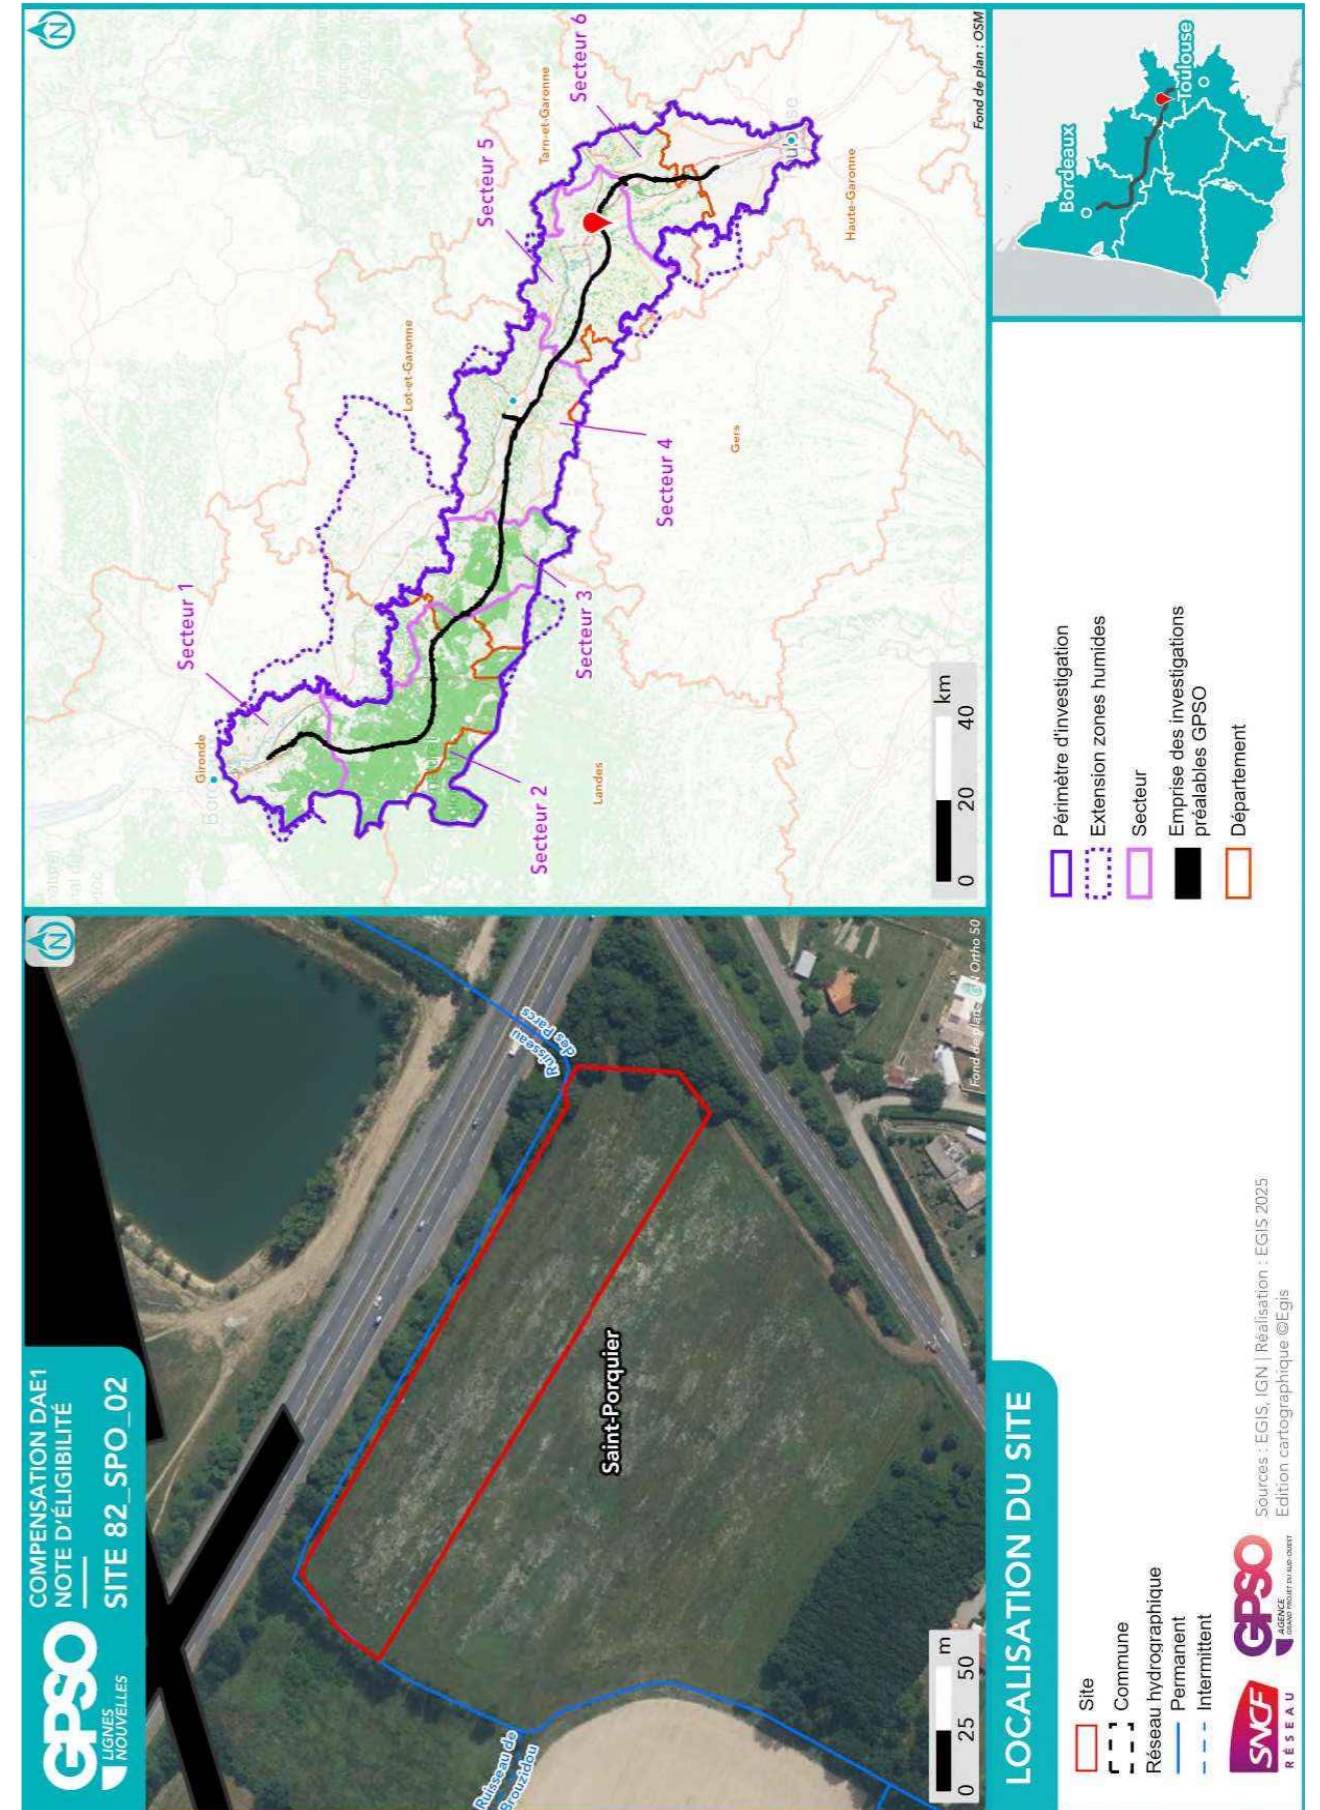 GPSO
LIGNES
NOUVELLES
COMPENSATION DAE1
NOTE D'ÉLIGIBILITÉ
SITE 82_SPO_02
N
Ruisseau
des Parcs
Saint-Porquier
Ruisseau de
Brouzidou
0 25 50 m
Fond de plan : IGN Ortho 50
N
Secteur 1
Secteur 2
Secteur 3
Secteur 4
Secteur 5
Secteur 6
Gironde
Landes
Lot-et-Garonne
Gers
Tarn-et-Garonne
Haute-Garonne
0 20 40 km
Fond de plan : OSM
LOCALISATION DU SITE
Site
Commune
Réseau hydrographique
Permanent
Intermittent
Périmètre d'investigation
Extension zones humides
Secteur
Emprise des investigations
préalables GPSO
Département
Bordeaux
Toulouse
SNCF
RÉSEAU
GPSO
AGENCE
GRAND PROJET DU SUD-OUEST
Sources : EGIS, IGN | Réalisation : EGIS 2025
Edition cartographique ©Egis